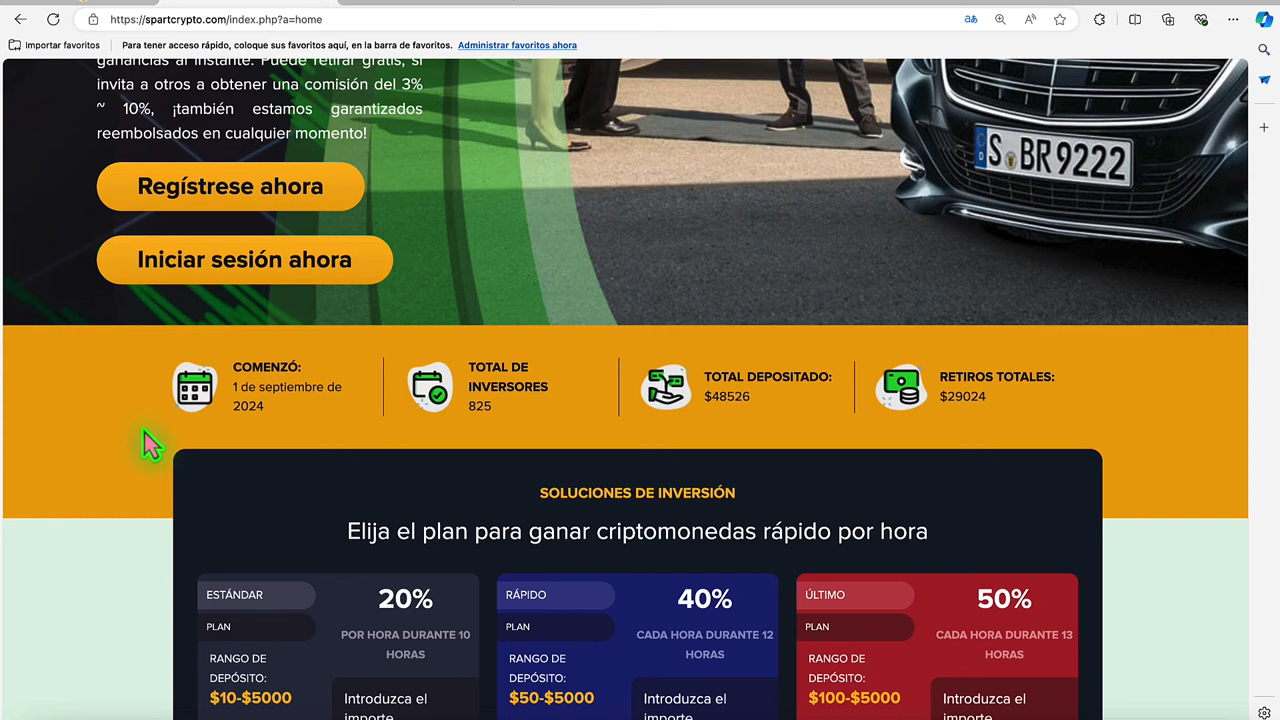 https://spartcrypto.com/index.php?a=home
Importar favoritos
Para tener acceso rápido, coloque sus favoritos aquí, en la barra de favoritos. Administrar favoritos ahora
ganancias al instante. Puede retirar gratis, si
invita a otros a obtener una comisión del 3%
~ 10%, ¡también estamos garantizados
reembolsados en cualquier momento!
S BR 9222
Regístrese ahora
Iniciar sesión ahora
COMENZÓ:
1 de septiembre de
2024
TOTAL DE
INVERSORES
825
TOTAL DEPOSITADO:
$48526
RETIROS TOTALES:
$29024
SOLUCIONES DE INVERSIÓN
Elija el plan para ganar criptomonedas rápido por hora
ESTÁNDAR
PLAN
20%
POR HORA DURANTE 10
HORAS
RANGO DE
DEPÓSITO:
$10-$5000
Introduzca el
importe
RÁPIDO
PLAN
40%
CADA HORA DURANTE 12
HORAS
RANGO DE
DEPÓSITO:
$50-$5000
Introduzca el
importe
ÚLTIMO
PLAN
50%
CADA HORA DURANTE 13
HORAS
RANGO DE
DEPÓSITO:
$100-$5000
Introduzca el
importe